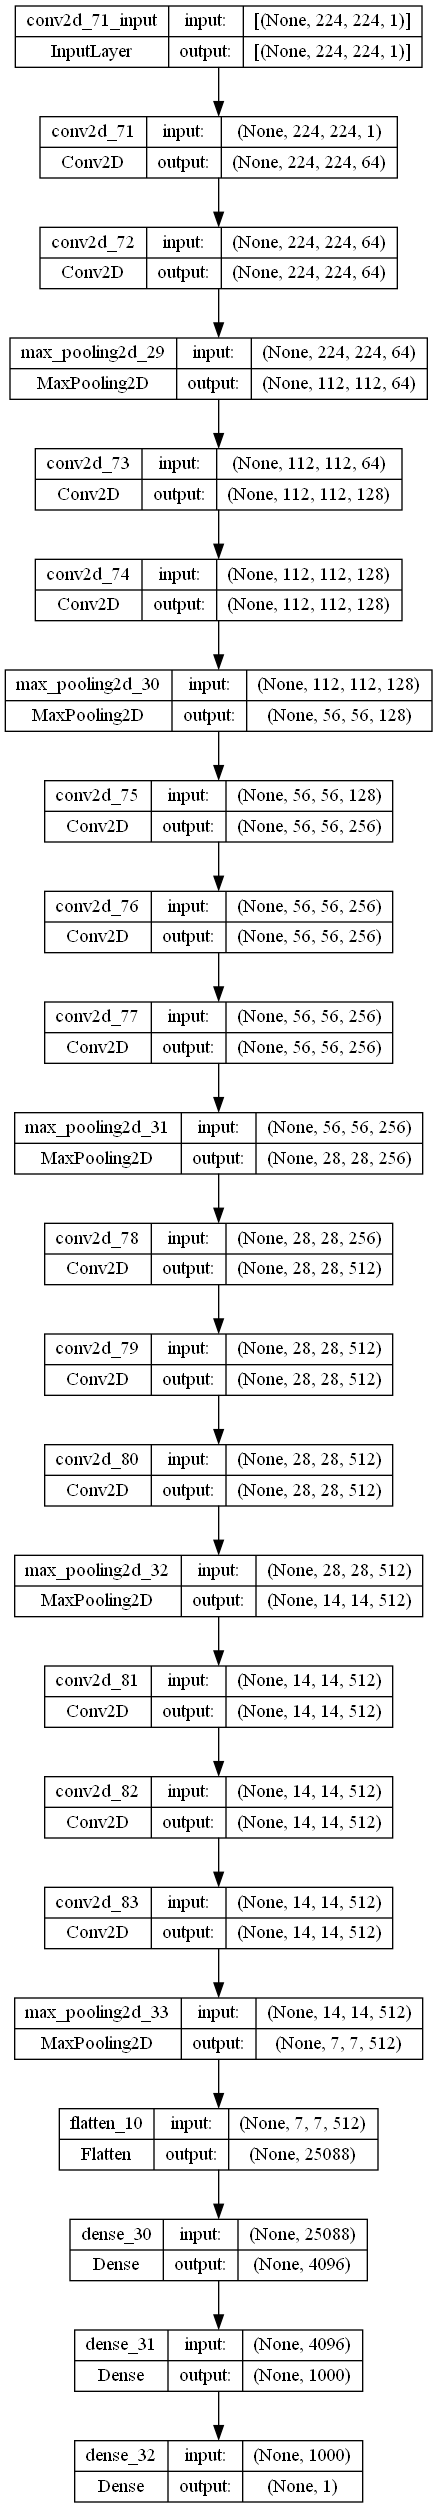 conv2d_71_input input: [(None, 224, 224, 1)]
InputLayer output: [(None, 224, 224, 1)]
conv2d_71 input: (None, 224, 224, 1)
Conv2D output: (None, 224, 224, 64)
conv2d_72 input: (None, 224, 224, 64)
Conv2D output: (None, 224, 224, 64)
max_pooling2d_29 input: (None, 224, 224, 64)
MaxPooling2D output: (None, 112, 112, 64)
conv2d_73 input: (None, 112, 112, 64)
Conv2D output: (None, 112, 112, 128)
conv2d_74 input: (None, 112, 112, 128)
Conv2D output: (None, 112, 112, 128)
max_pooling2d_30 input: (None, 112, 112, 128)
MaxPooling2D output: (None, 56, 56, 128)
conv2d_75 input: (None, 56, 56, 128)
Conv2D output: (None, 56, 56, 256)
conv2d_76 input: (None, 56, 56, 256)
Conv2D output: (None, 56, 56, 256)
conv2d_77 input: (None, 56, 56, 256)
Conv2D output: (None, 56, 56, 256)
max_pooling2d_31 input: (None, 56, 56, 256)
MaxPooling2D output: (None, 28, 28, 256)
conv2d_78 input: (None, 28, 28, 256)
Conv2D output: (None, 28, 28, 512)
conv2d_79 input: (None, 28, 28, 512)
Conv2D output: (None, 28, 28, 512)
conv2d_80 input: (None, 28, 28, 512)
Conv2D output: (None, 28, 28, 512)
max_pooling2d_32 input: (None, 28, 28, 512)
MaxPooling2D output: (None, 14, 14, 512)
conv2d_81 input: (None, 14, 14, 512)
Conv2D output: (None, 14, 14, 512)
conv2d_82 input: (None, 14, 14, 512)
Conv2D output: (None, 14, 14, 512)
conv2d_83 input: (None, 14, 14, 512)
Conv2D output: (None, 14, 14, 512)
max_pooling2d_33 input: (None, 14, 14, 512)
MaxPooling2D output: (None, 7, 7, 512)
flatten_10 input: (None, 7, 7, 512)
Flatten output: (None, 25088)
dense_30 input: (None, 25088)
Dense output: (None, 4096)
dense_31 input: (None, 4096)
Dense output: (None, 1000)
dense_32 input: (None, 1000)
Dense output: (None, 1)